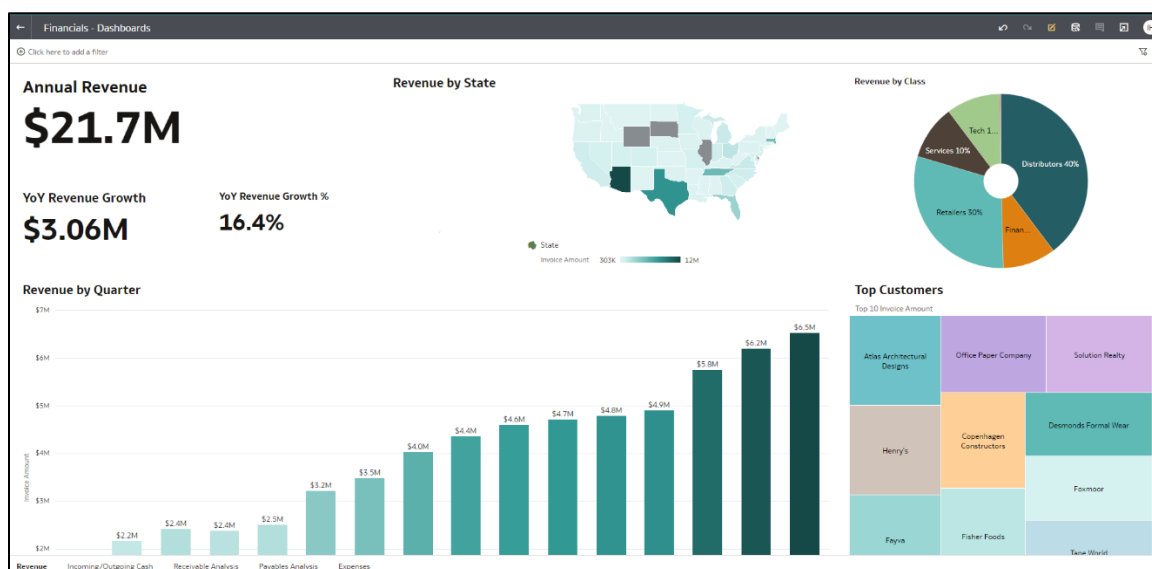 Financials - Dashboards
Click here to add a filter
Annual Revenue
$21.7M
YoY Revenue Growth
$3.06M
YoY Revenue Growth %
16.4%
Revenue by State
State
Invoice Amount 303K 12M
Revenue by Class
Tech 1...
Services 10%
Distributors 40%
Retailers 30%
Finan...
Revenue by Quarter
$7M
$6M
$5M
$4M
$3M
$2M
Invoice Amount
$2.2M
$2.4M
$2.4M
$2.5M
$3.2M
$3.5M
$4.0M
$4.4M
$4.6M
$4.7M
$4.8M
$4.9M
$5.8M
$6.2M
$6.5M
Top Customers
Top 10 Invoice Amount
Atlas Architectural
Designs
Office Paper Company
Solution Realty
Henry's
Copenhagen
Constructors
Desmonds Formal Wear
Foxmoor
Fayva
Fisher Foods
Tape World
Revenue Incoming/Outgoing Cash Receivable Analysis Payables Analysis Expenses